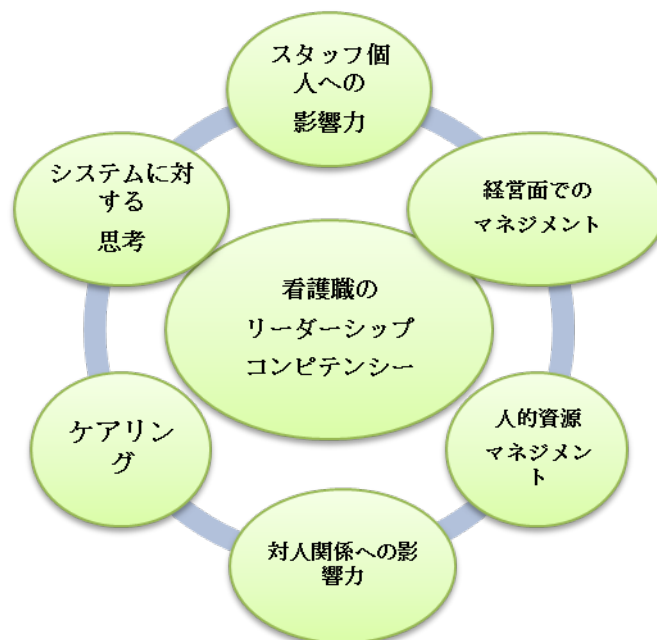 スタッフ個
人への
影響力
経営面での
マネジメント
人的資源
マネジメン
ト
対人関係への影
響力
ケアリン
グ
システムに対
する
思考
看護職の
リーダーシップ
コンピテンシー